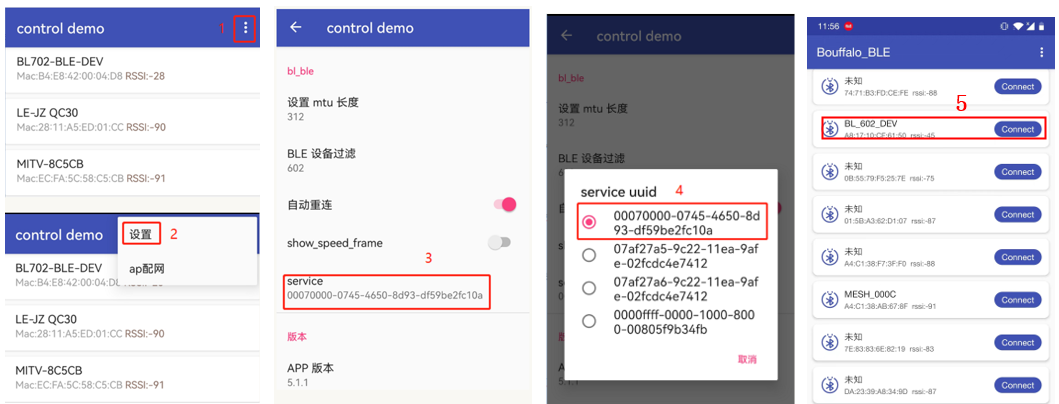 control demo
1
BL702-BLE-DEV
Mac:B4:E8:42:00:04:D8 RSSI:-28
LE-JZ QC30
Mac:28:11:A5:ED:01:CC RSSI:-90
MITV-8C5CB
Mac:EC:FA:5C:58:C5:CB RSSI:-91
control demo
设置
2
ap配网
BL702-BLE-DEV
Mac:B4:E8:42:00:04:D8
LE-JZ QC30
Mac:28:11:A5:ED:01:CC RSSI:-90
MITV-8C5CB
Mac:EC:FA:5C:58:C5:CB RSSI:-91
control demo
bl_ble
设置 mtu 长度
312
BLE 设备过滤
602
自动重连
show_speed_frame
3
service
00070000-0745-4650-8d93-df59be2fc10a
版本
APP 版本
5.1.1
control demo
bl_ble
设置 mtu 长度
312
BLE 设备过滤
service uuid
4
00070000-0745-4650-8d
93-df59be2fc10a
07af27a5-9c22-11ea-9af
e-02fcdc4e7412
07af27a6-9c22-11ea-9af
e-02fcdc4e7412
0000ffff-0000-1000-800
0-00805f9b34fb
取消
5.1.1
11:56
Bouffalo_BLE
未知
74:71:B3:FD:CE:FE rssi:-88
Connect
5
BL_602_DEV
A8:17:10:CF:61:50 rssi:-45
Connect
未知
0B:55:79:F5:25:7E rssi:-75
Connect
未知
01:5B:A3:62:D1:07 rssi:-87
Connect
未知
A4:C1:38:F7:3F:F0 rssi:-88
Connect
MESH_000C
A4:C1:38:AB:67:8F rssi:-91
Connect
未知
7E:83:83:6E:82:19 rssi:-83
Connect
未知
DA:23:39:A8:34:9D rssi:-87
Connect